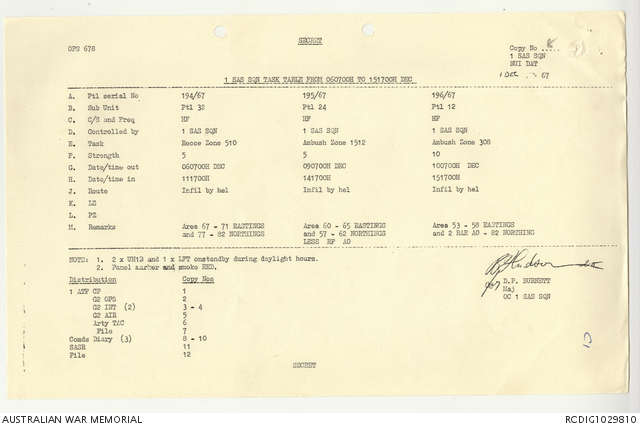 SECRET
OPS 678
Copy No 8
1 SAS SQN
NUI DAT
1 Dec 67
1 SAS SQN TASK TABLE FROM 060700H TO 151700H DEC
A. Ptl serial No 194/67 195/67 196/67
B. Sub Unit Ptl 32 Ptl 24 Ptl 12
C. C/S and Freq HF HF HF
D. Controlled by 1 SAS SQN 1 SAS SQN 1 SAS SQN
E. Task Recce Zone 510 Ambush Zone 1512 Ambush Zone 308
F. Strength 5 5 10
G. Date/time out 060700H DEC 090700H DEC 100700H DEC
H. Date/time in 111700H 141700H 151700H
J. Route Infil by hel Infil by hel Infil by hel
K. LZ
L. PZ
M. Remarks Area 67 - 71 EASTINGS Area 60 - 65 EASTINGS Area 53 - 58 EASTINGS
and 77 - 82 NORTHINGS and 57 - 62 NORTHINGS and 2 RAR AO - 82 NORTHING
LESS HF AO
NOTE: 1. 2 x UH1D and 1 x LFT onstandby during daylight hours.
2. Panel marker and smoke RED.
Distribution Copy Nos
1 ATF CP 1
G2 OPS 2
G2 INT (2) 3 - 4
G2 AIR 5
Arty TAC 6
File 7
Comds Diary (3) 8 - 10
SASR 11
File 12
for D.P. BURNETT
Maj
OC 1 SAS SQN
SECRET
AUSTRALIAN WAR MEMORIAL
RCDIG1029810